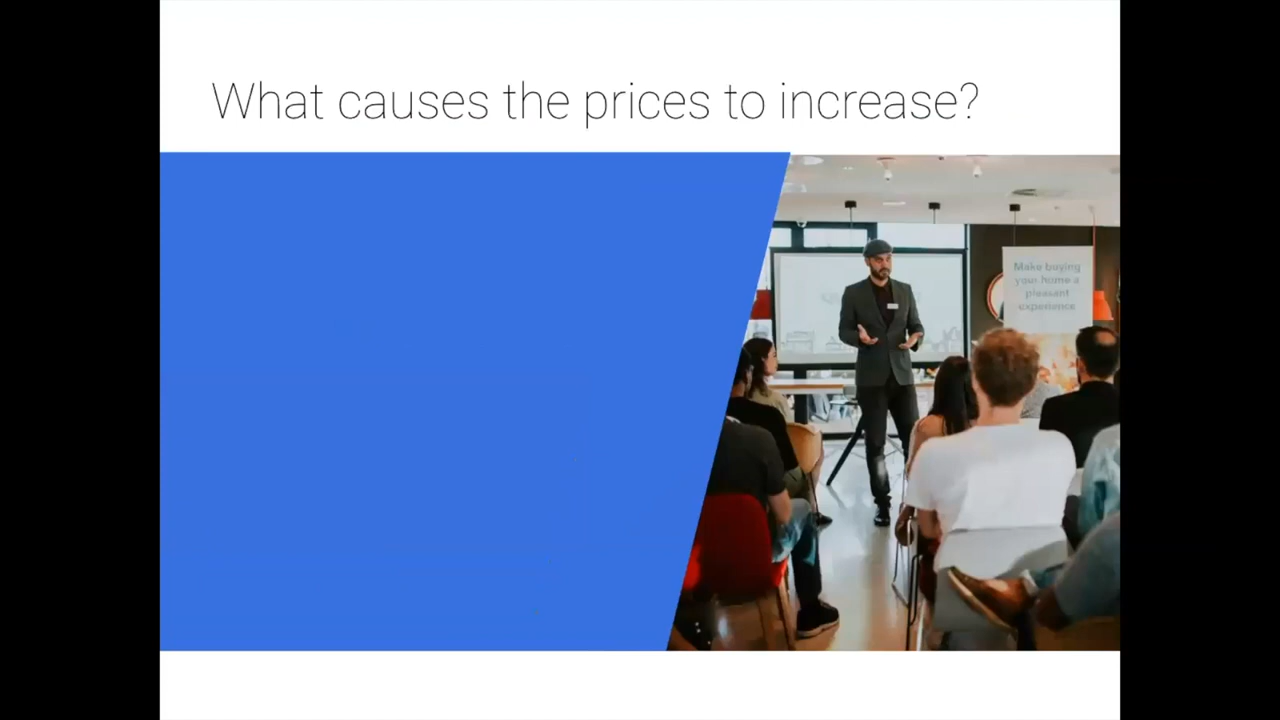 What causes the prices to increase?
Make buying
your home a
pleasant
experience